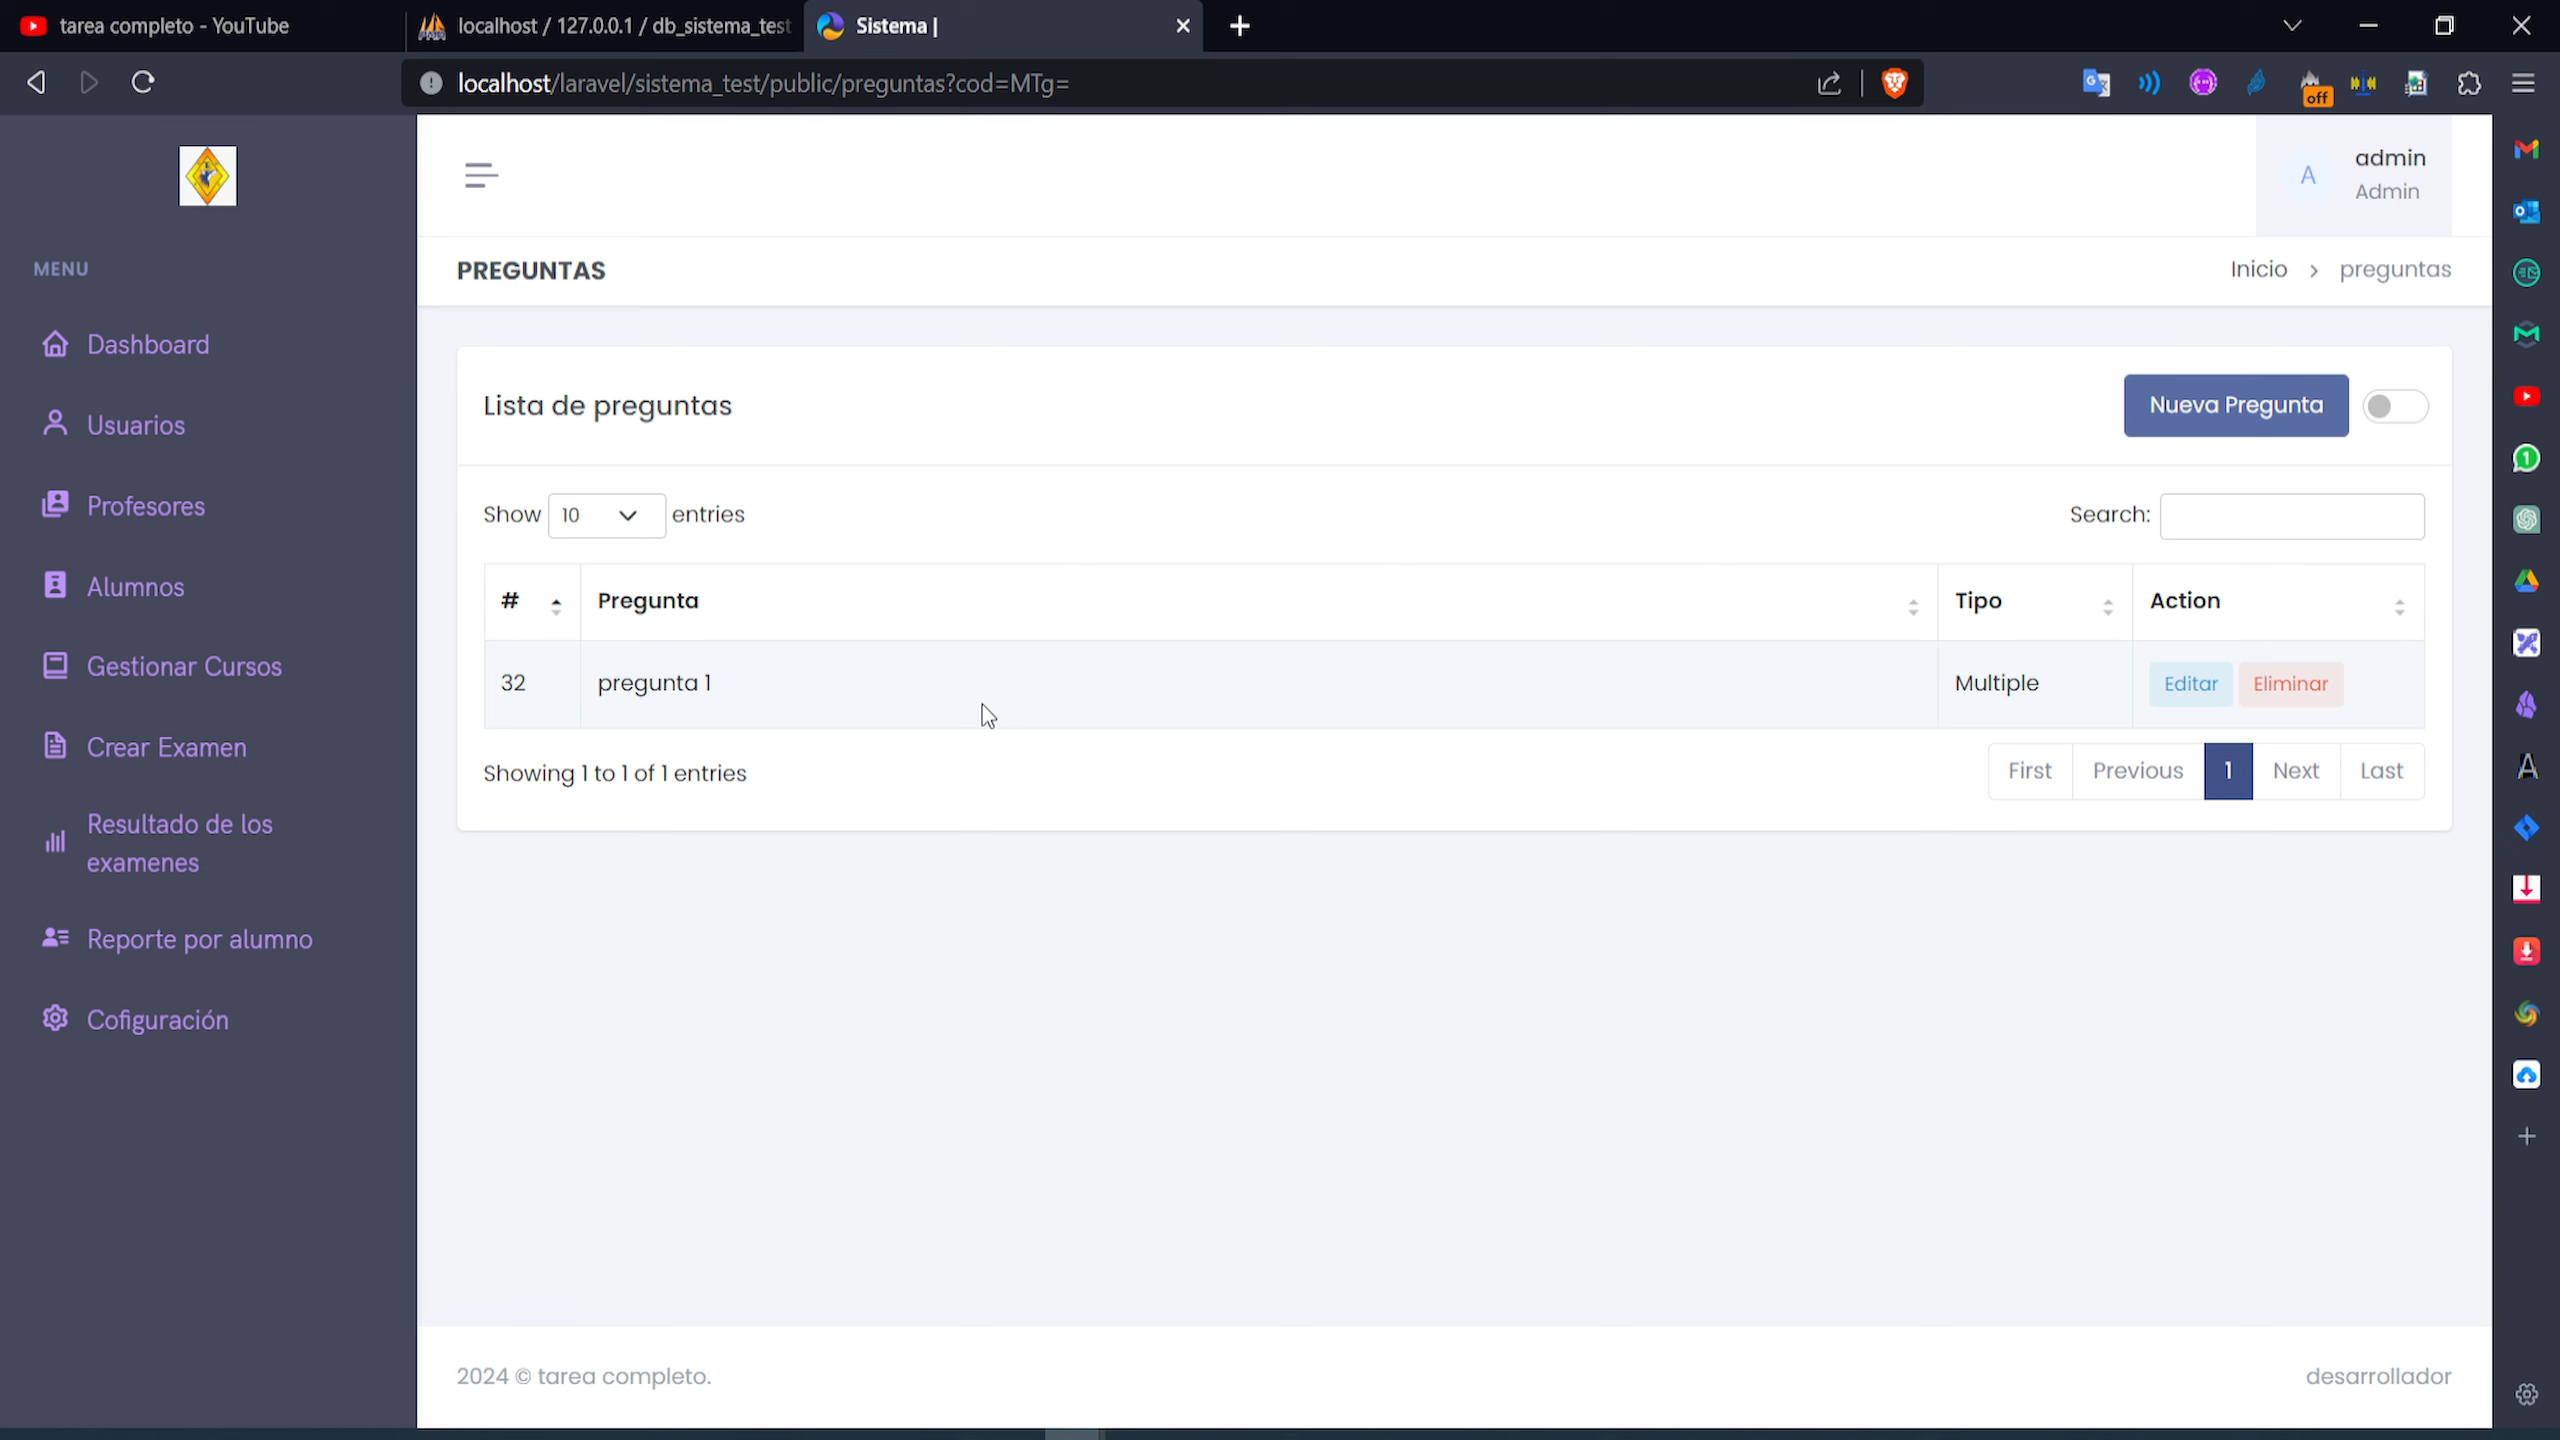 tarea completo - YouTube
localhost / 127.0.0.1 / db_sistema_test
Sistema |
localhost/laravel/sistema_test/public/preguntas?cod=MTg=
off
A
admin
Admin
MENU
Dashboard
Usuarios
Profesores
Alumnos
Gestionar Cursos
Crear Examen
Resultado de los
examenes
Reporte por alumno
Cofiguración
PREGUNTAS
Inicio > preguntas
Lista de preguntas
Nueva Pregunta
Show 10 entries
Search:
# Pregunta Tipo Action
32 pregunta 1 Multiple Editar Eliminar
Showing 1 to 1 of 1 entries
First Previous 1 Next Last
2024 © tarea completo.
desarrollador